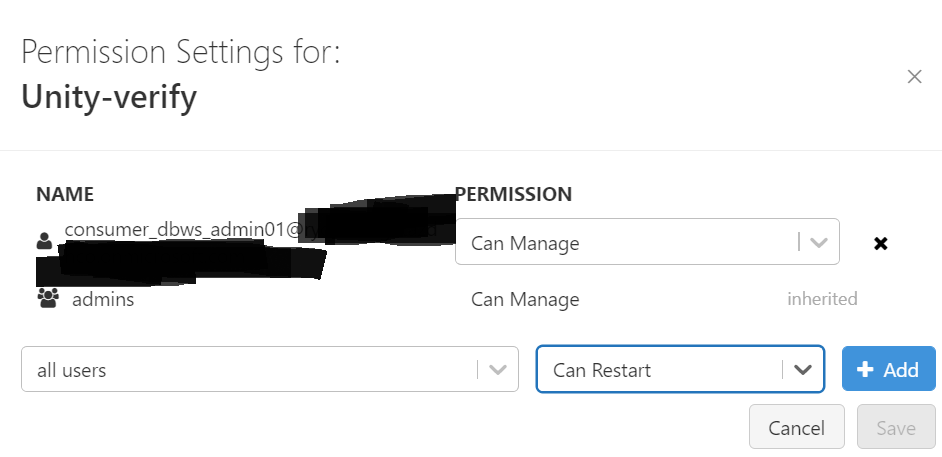 Permission Settings for:
Unity-verify
NAME PERMISSION
consumer_dbws_admin01@
Can Manage
admins Can Manage inherited
all users Can Restart + Add
Cancel Save